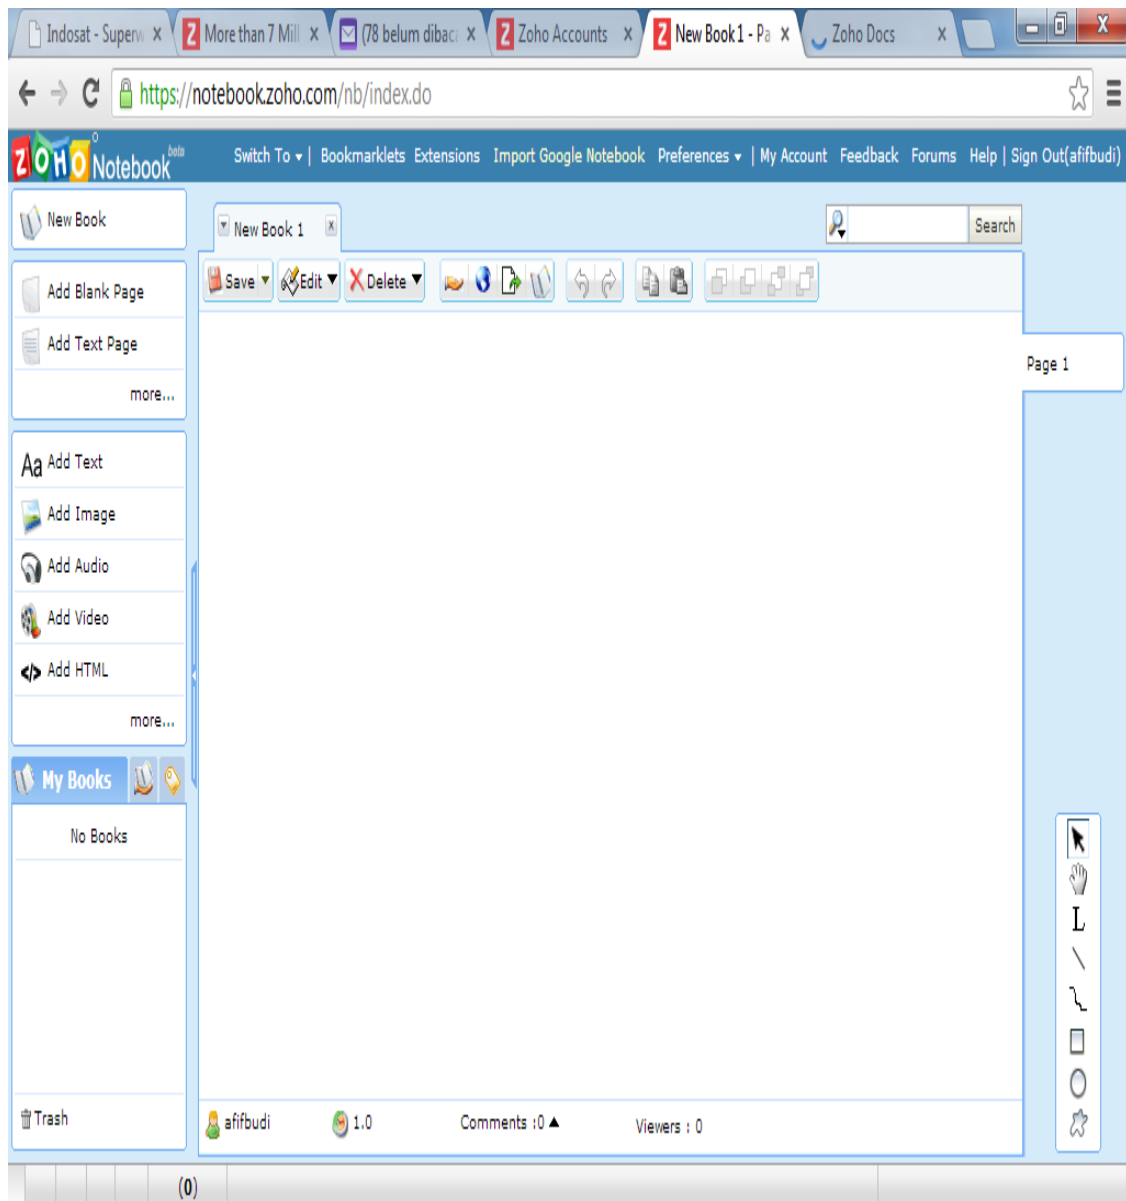 Indosat - Superw
More than 7 Mill
(78 belum dibaca
Zoho Accounts
New Book 1 - Pa
Zoho Docs
https://notebook.zoho.com/nb/index.do
ZOHO Notebook beta
Switch To | Bookmarklets Extensions Import Google Notebook Preferences | My Account Feedback Forums Help | Sign Out(afifbudi)
New Book
New Book 1
Search
Save Edit Delete
Add Blank Page
Add Text Page
more...
Page 1
Aa Add Text
Add Image
Add Audio
Add Video
</> Add HTML
more...
My Books
No Books
Trash
afifbudi 1.0 Comments :0 Viewers : 0
L
(0)